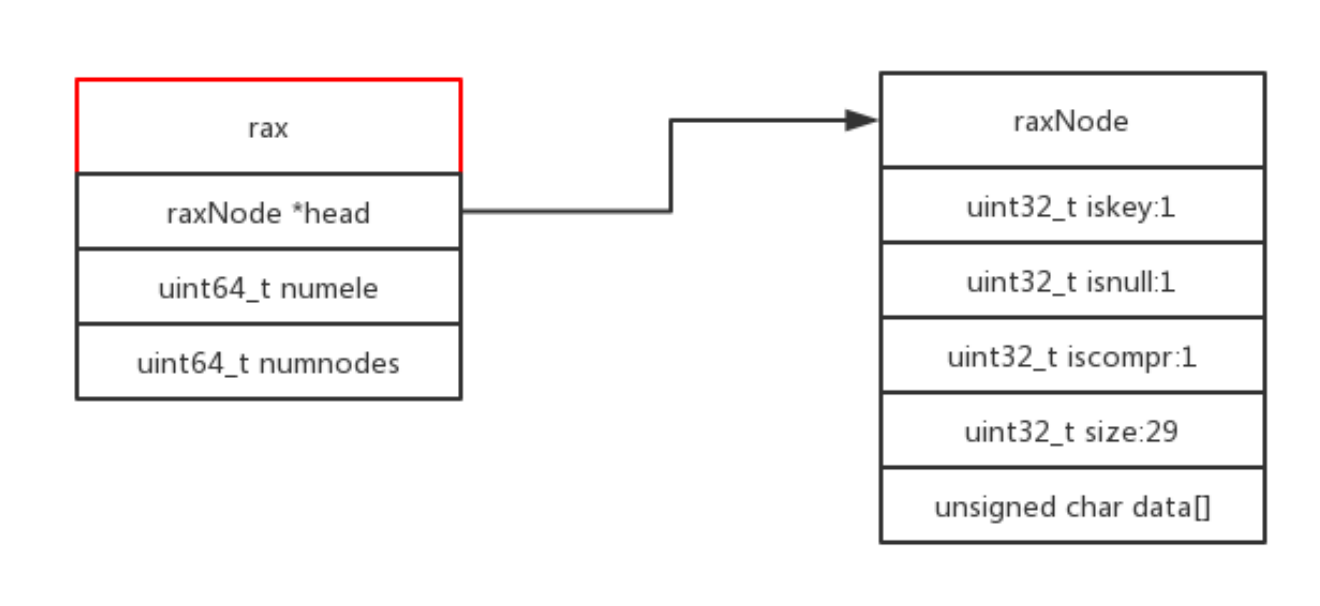 rax
raxNode *head
uint64_t numele
uint64_t numnodes
raxNode
uint32_t iskey:1
uint32_t isnull:1
uint32_t iscompr:1
uint32_t size:29
unsigned char data[]